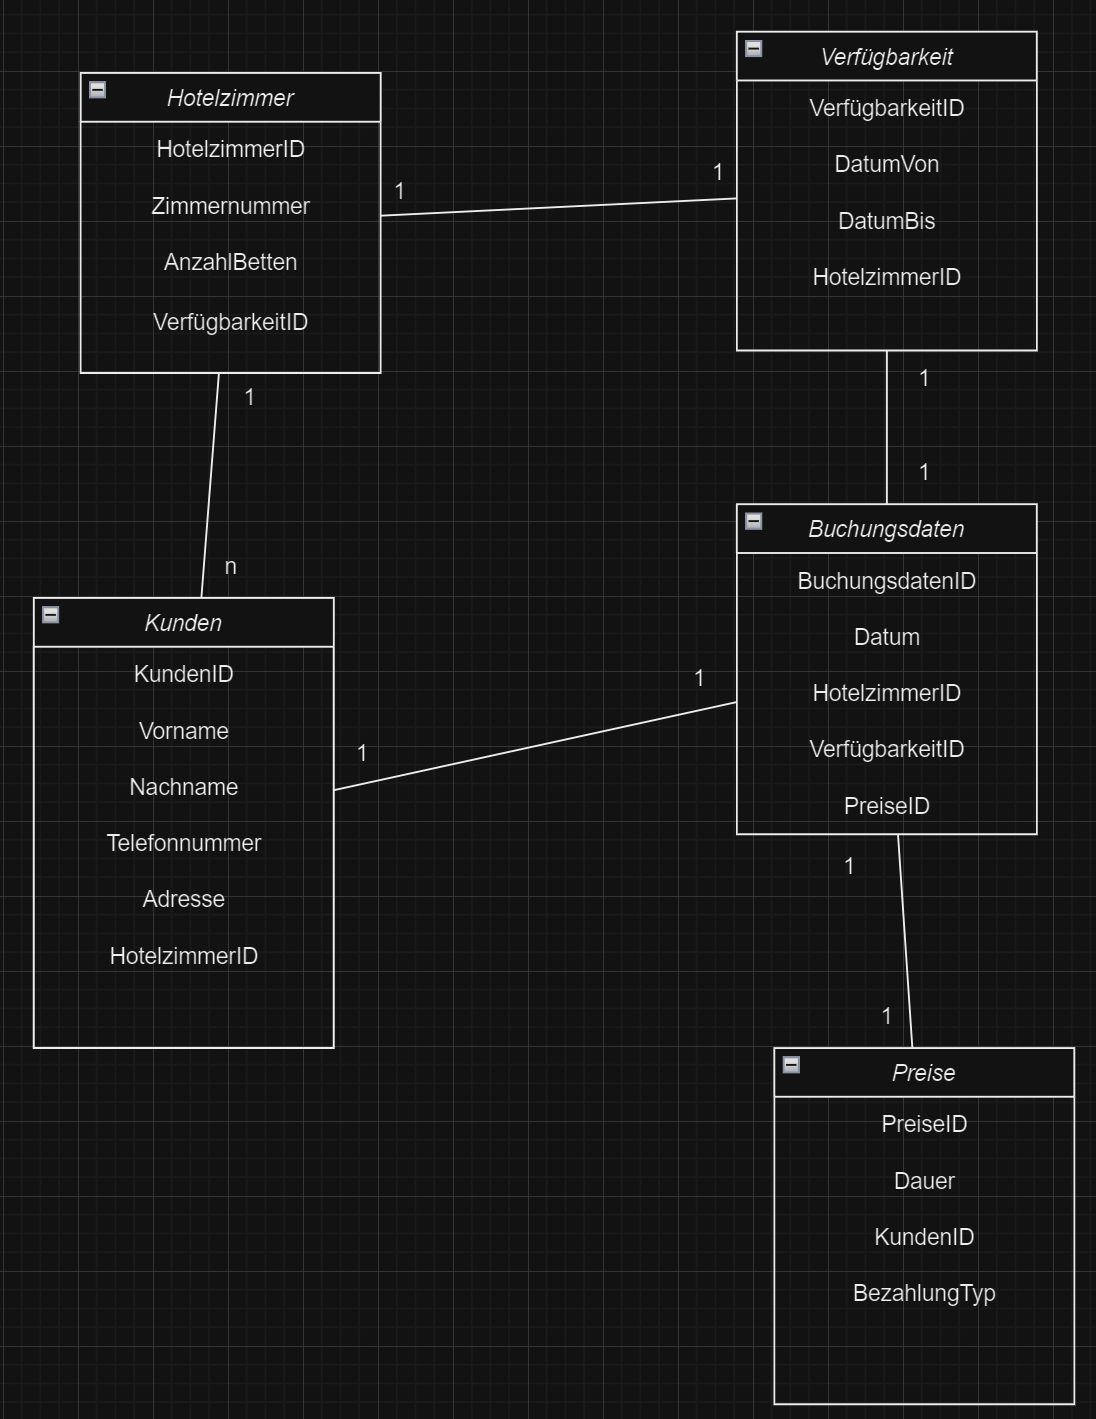 Hotelzimmer
HotelzimmerID
Zimmernummer
AnzahlBetten
VerfügbarkeitID
1
1
Verfügbarkeit
VerfügbarkeitID
DatumVon
DatumBis
HotelzimmerID
1
n
1
1
Kunden
KundenID
Vorname
Nachname
Telefonnummer
Adresse
HotelzimmerID
1
1
Buchungsdaten
BuchungsdatenID
Datum
HotelzimmerID
VerfügbarkeitID
PreiseID
1
1
Preise
PreiseID
Dauer
KundenID
BezahlungTyp